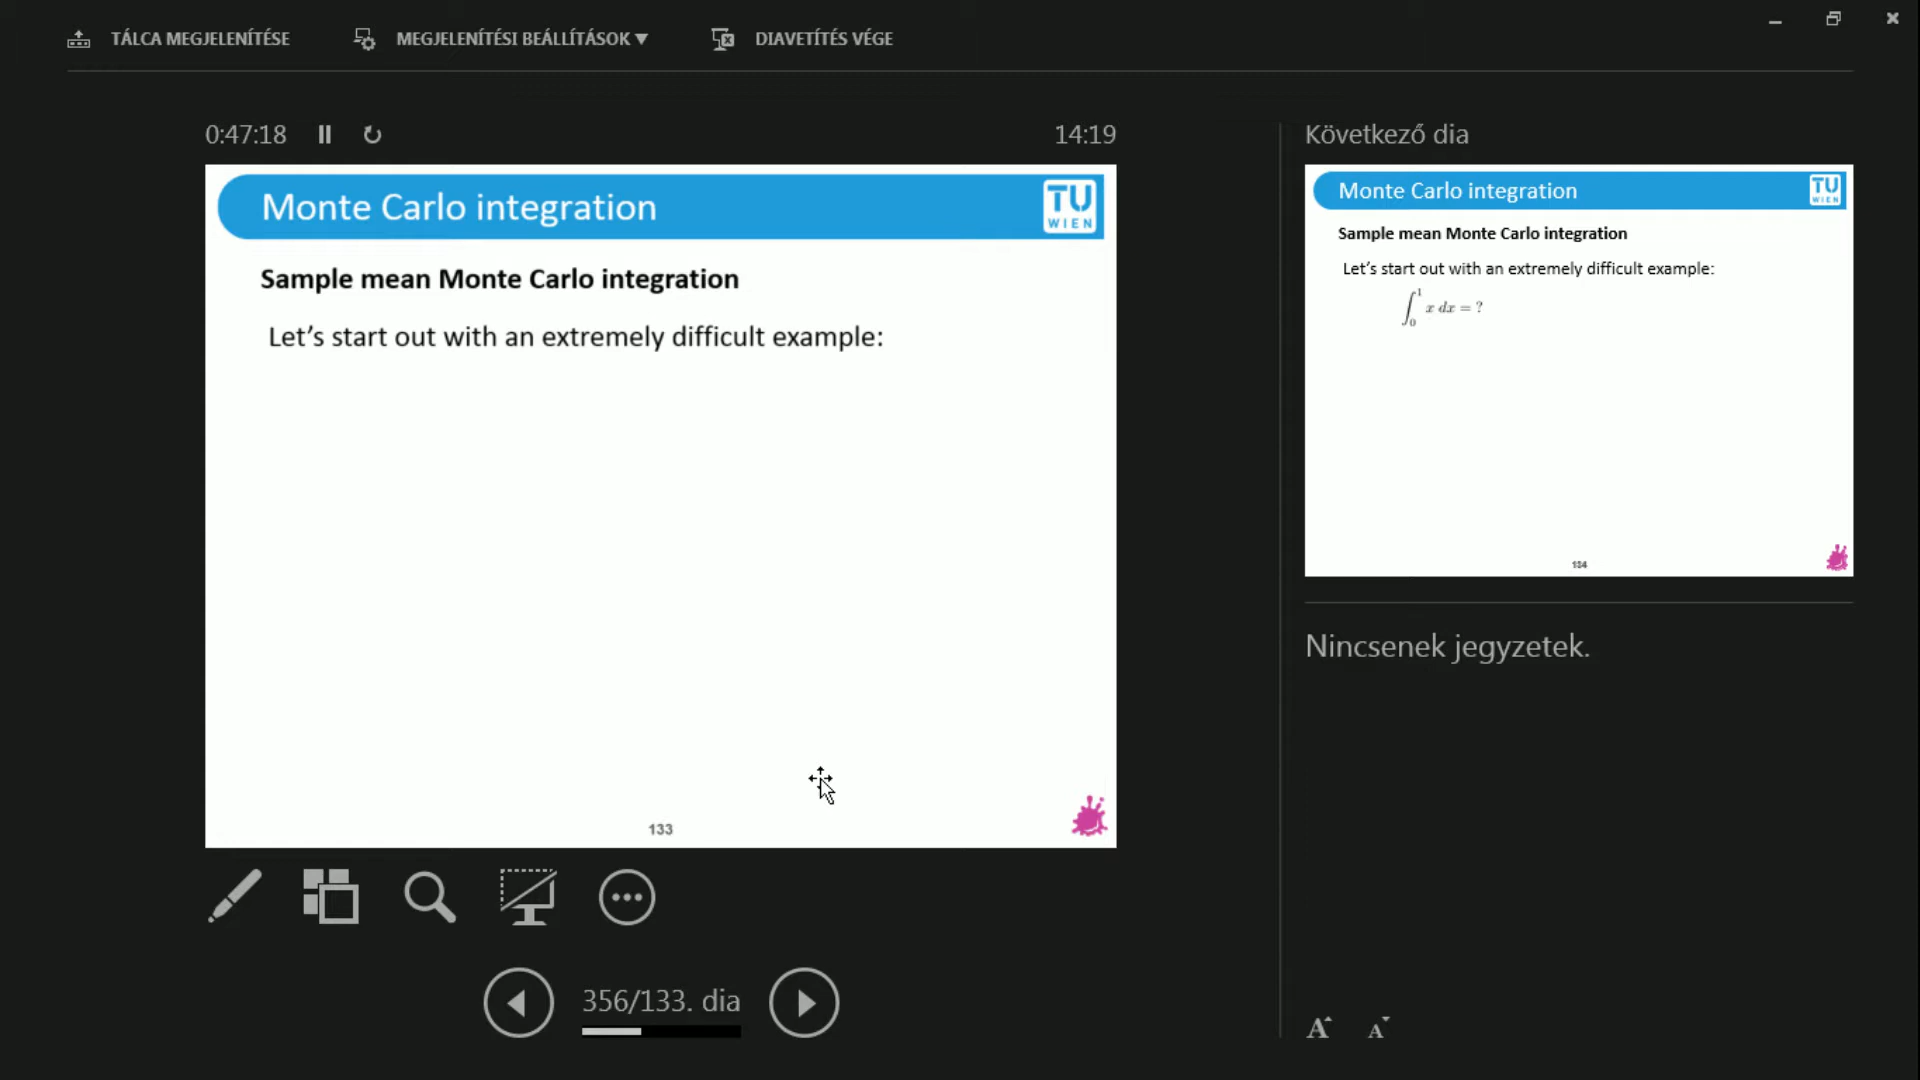 TÁLCA MEGJELENÍTÉSE
MEGJELENÍTÉSI BEÁLLÍTÁSOK ▼
DIAVETÍTÉS VÉGE
0:47:18
14:19
Monte Carlo integration
TU
WIEN
Sample mean Monte Carlo integration
Let's start out with an extremely difficult example:
133
356/133. dia
Következő dia
Monte Carlo integration
TU
WIEN
Sample mean Monte Carlo integration
Let's start out with an extremely difficult example:
∫₀¹ x dx = ?
134
Nincsenek jegyzetek.
A A